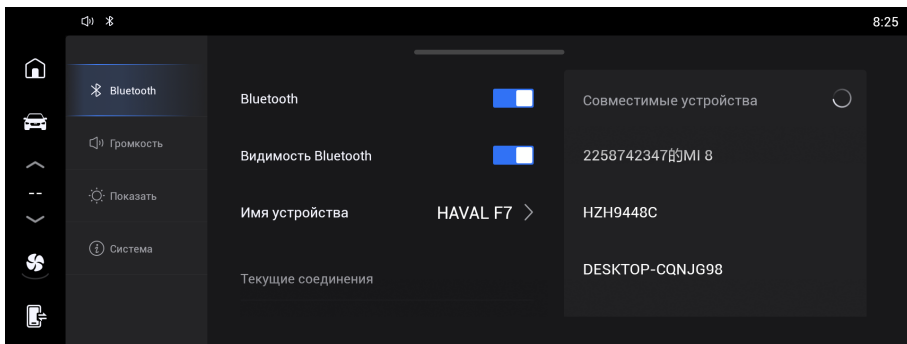 8:25
Bluetooth
Громкость
Показать
Система
--
Bluetooth
Видимость Bluetooth
Имя устройства HAVAL F7
Текущие соединения
Совместимые устройства
2258742347的MI 8
HZH9448C
DESKTOP-CQNJG98